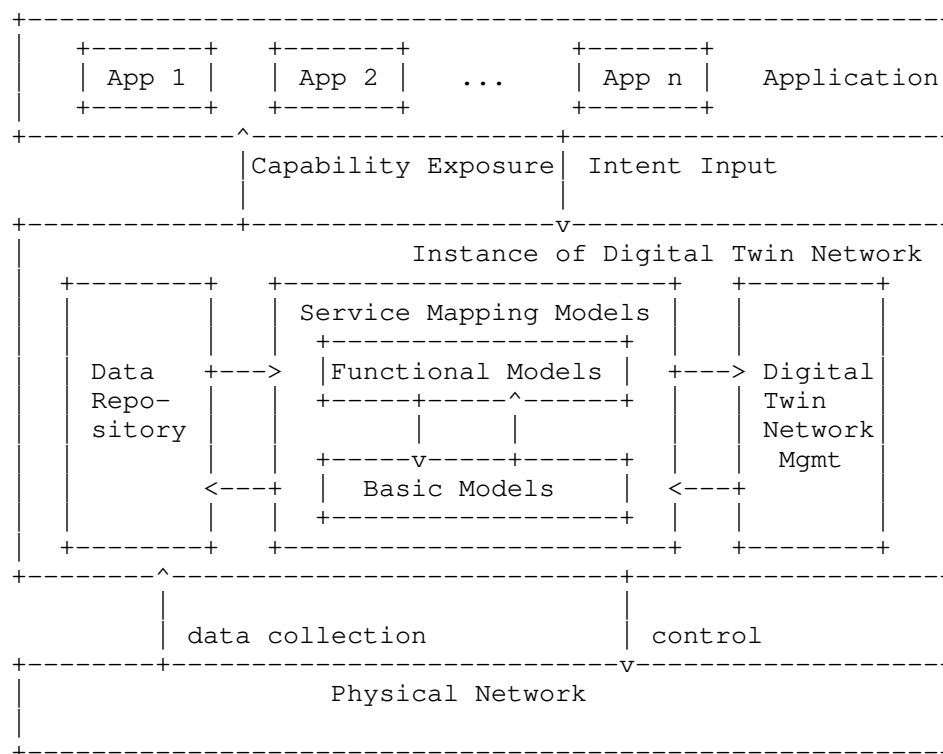 App 1 App 2 ... App n Application
Capability Exposure Intent Input
Instance of Digital Twin Network
Service Mapping Models
Data Functional Models Digital
Repo- Twin
sitory Network
Mgmt
Basic Models
data collection control
Physical Network